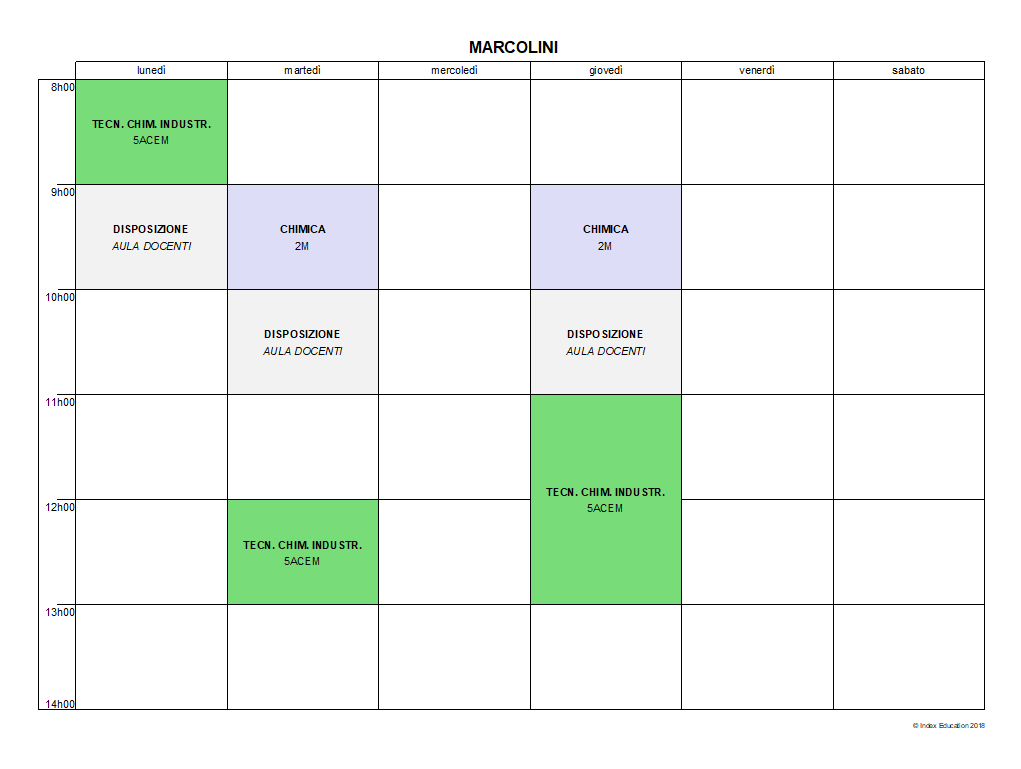 MARCOLINI
lunedì martedì mercoledì giovedì venerdì sabato
8h00
TECN. CHIM. INDUSTR.
5ACEM
9h00
DISPOSIZIONE CHIMICA CHIMICA
AULA DOCENTI 2M 2M
10h00
DISPOSIZIONE DISPOSIZIONE
AULA DOCENTI AULA DOCENTI
11h00
TECN. CHIM. INDUSTR.
12h00 5ACEM
TECN. CHIM. INDUSTR.
5ACEM
13h00
14h00
© Index Education 2018